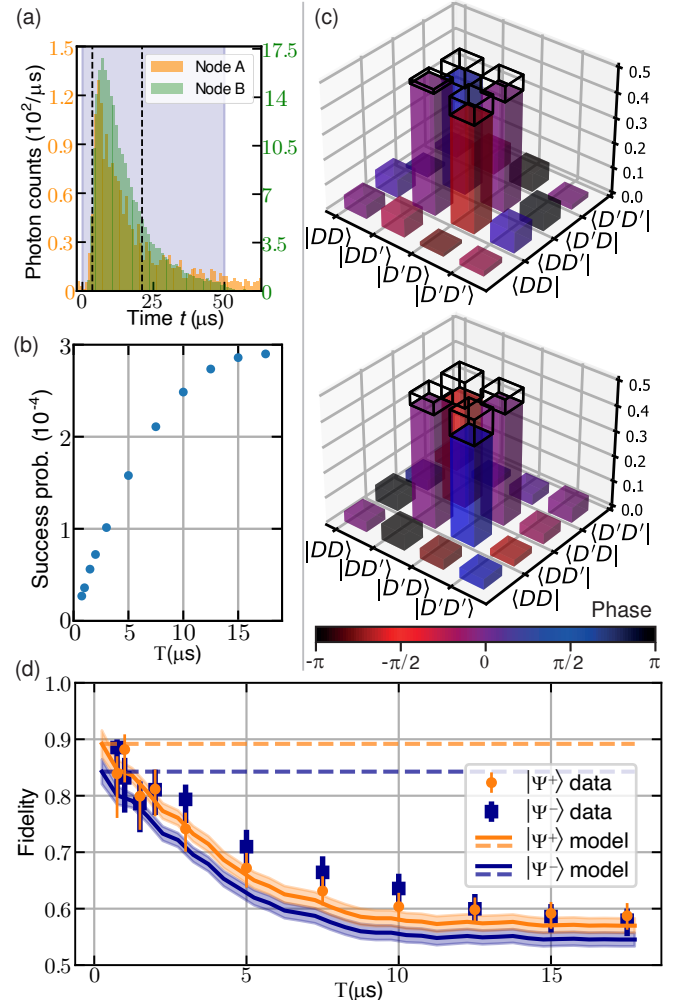 (a)
Photon counts (10²/μs)
1.5
1.2
0.9
0.6
0.3
0
17.5
14
10.5
7
3.5
0
Node A
Node B
0 25 50
Time t (μs)
(b)
Success prob. (10⁻⁴)
3
2
1
0
0 5 10 15
T(μs)
(c)
0.5
0.4
0.3
0.2
0.1
0.0
|DD⟩
|DD′⟩
|D′D⟩
|D′D′⟩
⟨DD|
⟨DD′|
⟨D′D|
⟨D′D′|
0.5
0.4
0.3
0.2
0.1
0.0
|DD⟩
|DD′⟩
|D′D⟩
|D′D′⟩
⟨DD|
⟨DD′|
⟨D′D|
⟨D′D′|
Phase
-π -π/2 0 π/2 π
(d)
Fidelity
1.0
0.9
0.8
0.7
0.6
0.5
|Ψ⁺⟩ data
|Ψ⁻⟩ data
|Ψ⁺⟩ model
|Ψ⁻⟩ model
0 5 10 15
T(μs)